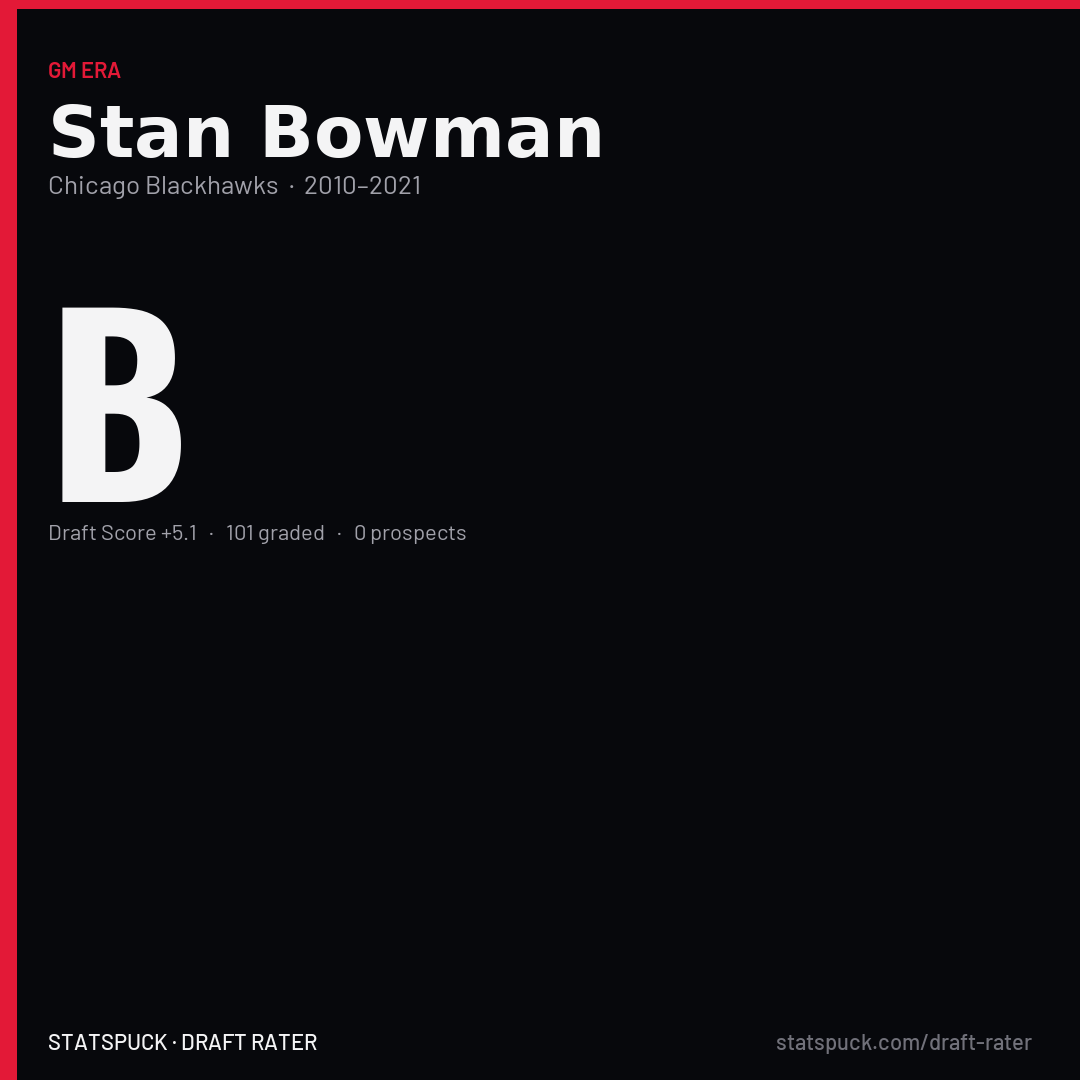 GM ERA
Stan Bowman
Chicago Blackhawks · 2010–2021
B
Draft Score +5.1 · 101 graded · 0 prospects
STATSPUCK · DRAFT RATER
statspuck.com/draft-rater